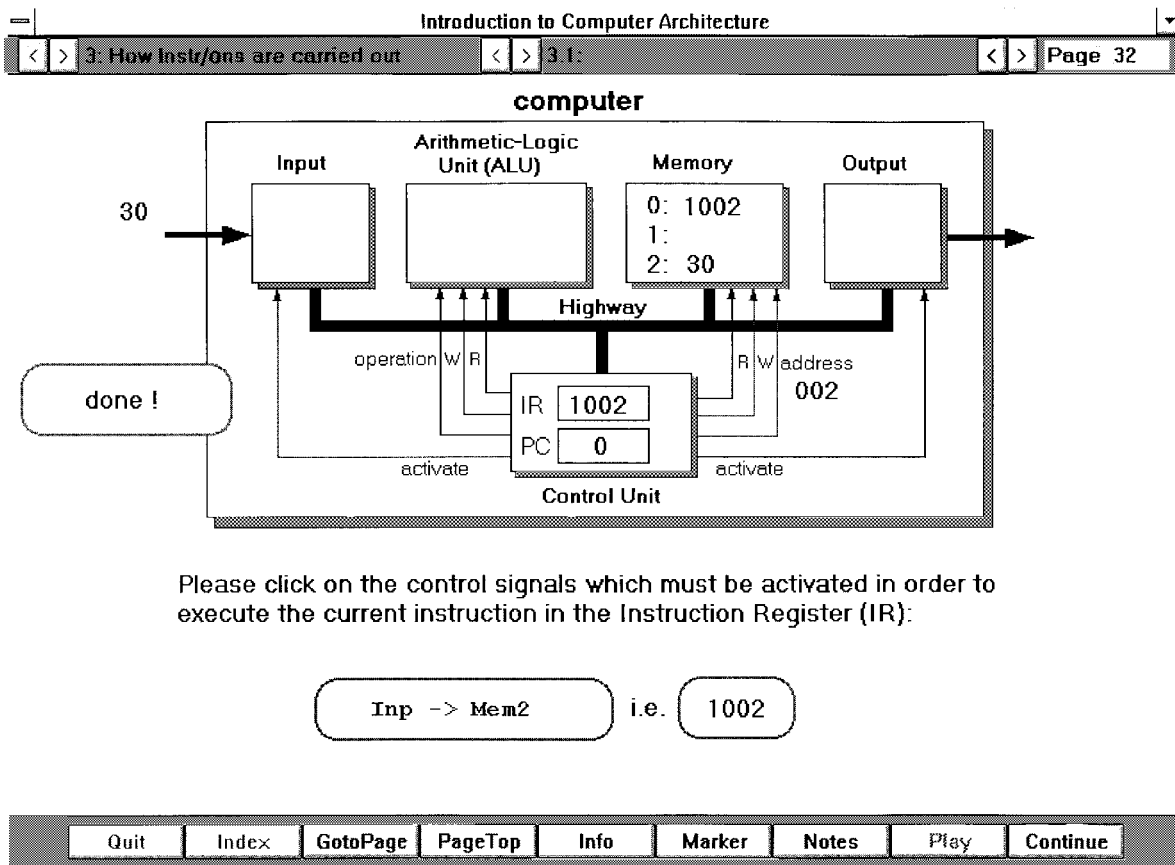 Introduction to Computer Architecture
< > 3: How Instr/ons are carried out < > 3.1: < > Page 32
computer
Input
Arithmetic-Logic
Unit (ALU)
Memory
Output
30
0: 1002
1:
2: 30
Highway
operation W R
R W address
002
done !
IR 1002
PC 0
activate
activate
Control Unit
Please click on the control signals which must be activated in order to
execute the current instruction in the Instruction Register (IR):
Inp -> Mem2 i.e. 1002
Quit Index GotoPage PageTop Info Marker Notes Play Continue